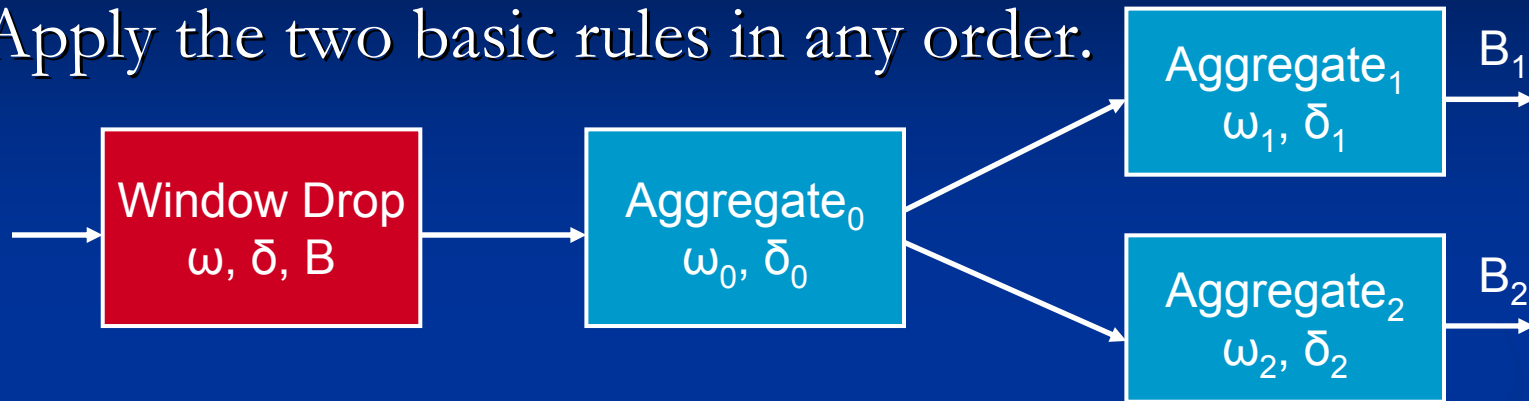 Apply the two basic rules in any order.
Window Drop
ω, δ, B
Aggregate₀
ω₀, δ₀
Aggregate₁
ω₁, δ₁
B₁
Aggregate₂
ω₂, δ₂
B₂